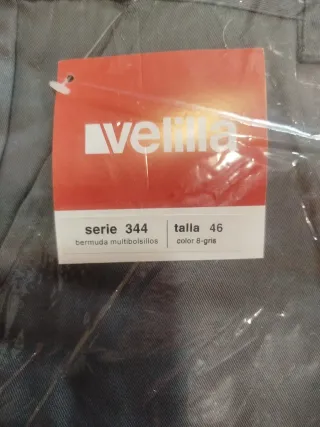 velilla
serie 344
bermuda multibolsillos
talla 46
color 8-gris